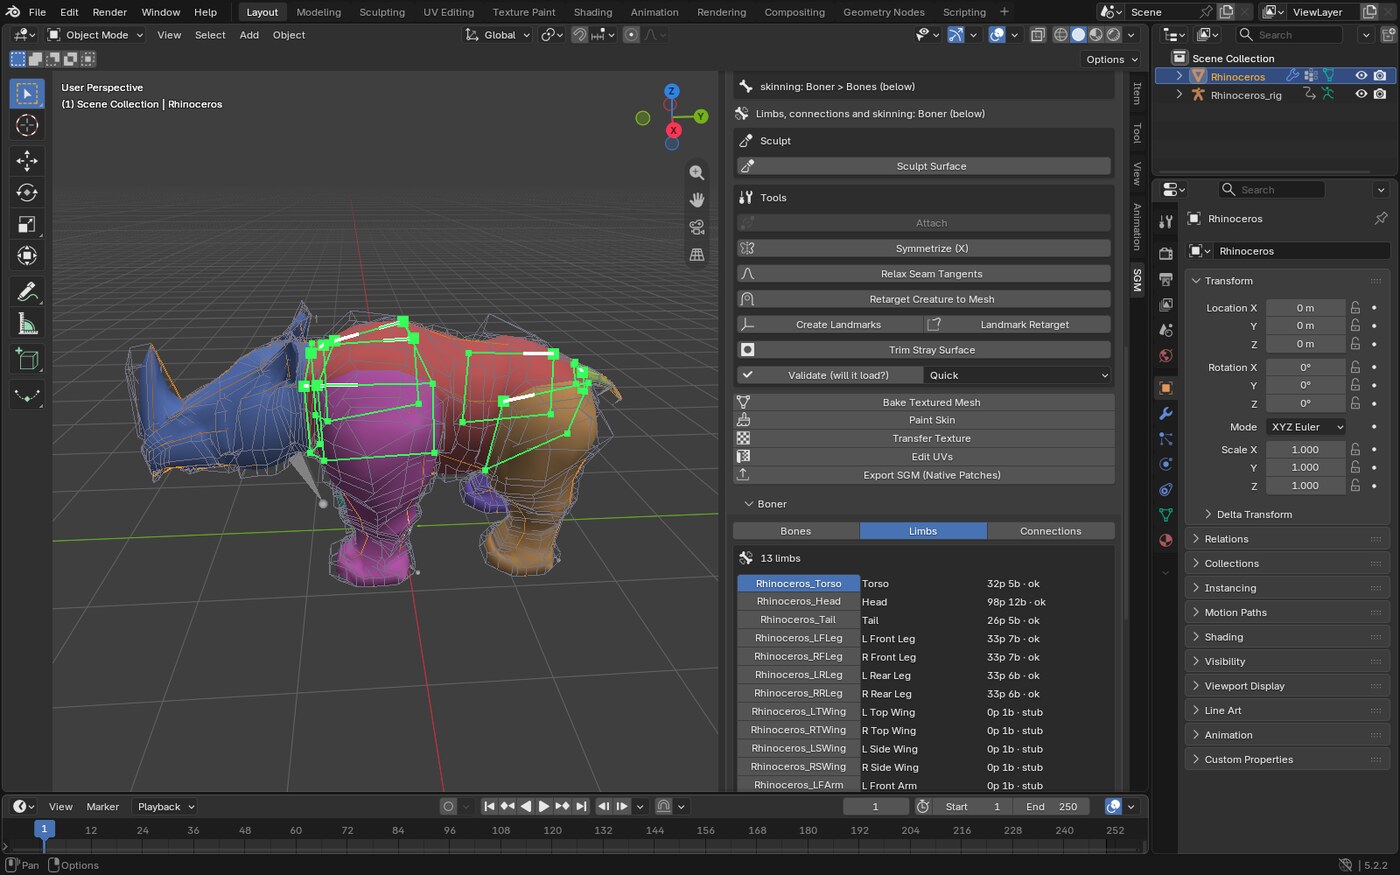 File Edit Render Window Help Layout Modeling Sculpting UV Editing Texture Paint Shading Animation Rendering Compositing Geometry Nodes Scripting + Scene ViewLayer
Object Mode View Select Add Object Global Search
Options
User Perspective
(1) Scene Collection | Rhinoceros
Z
Y
X
skinning: Boner > Bones (below)
Limbs, connections and skinning: Boner (below)
Sculpt
Sculpt Surface
Tools
Attach
Symmetrize (X)
Relax Seam Tangents
Retarget Creature to Mesh
Create Landmarks Landmark Retarget
Trim Stray Surface
Validate (will it load?) Quick
Bake Textured Mesh
Paint Skin
Transfer Texture
Edit UVs
Export SGM (Native Patches)
Boner
Bones Limbs Connections
13 limbs
Rhinoceros_Torso Torso 32p 5b · ok
Rhinoceros_Head Head 98p 12b · ok
Rhinoceros_Tail Tail 26p 5b · ok
Rhinoceros_LFLeg L Front Leg 33p 7b · ok
Rhinoceros_RFLeg R Front Leg 33p 7b · ok
Rhinoceros_LRLeg L Rear Leg 33p 6b · ok
Rhinoceros_RRLeg R Rear Leg 33p 6b · ok
Rhinoceros_LTWing L Top Wing 0p 1b · stub
Rhinoceros_RTWing R Top Wing 0p 1b · stub
Rhinoceros_LSWing L Side Wing 0p 1b · stub
Rhinoceros_RSWing R Side Wing 0p 1b · stub
Rhinoceros_LFArm L Front Arm 0p 1b · stub
Item
Tool
View
Animation
SGM
Scene Collection
Rhinoceros
Rhinoceros_rig
Search
Rhinoceros
Rhinoceros
Transform
Location X 0 m
Y 0 m
Z 0 m
Rotation X 0°
Y 0°
Z 0°
Mode XYZ Euler
Scale X 1.000
Y 1.000
Z 1.000
Delta Transform
Relations
Collections
Instancing
Motion Paths
Shading
Visibility
Viewport Display
Line Art
Animation
Custom Properties
View Marker Playback 1 Start 1 End 250
1 12 24 36 48 60 72 84 96 108 120 132 144 156 168 180 192 204 216 228 240 252
Pan Options 5.2.2